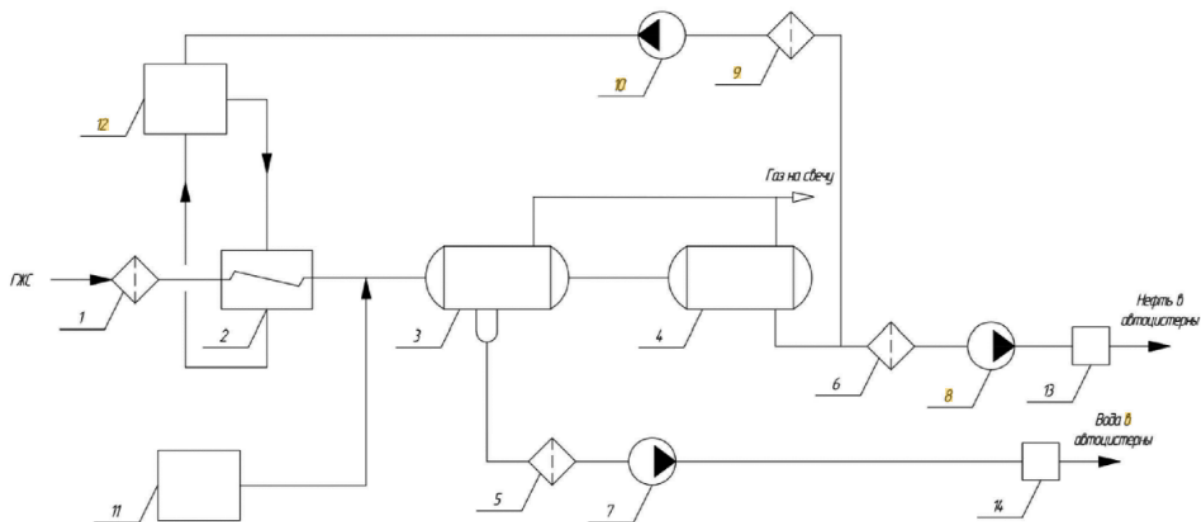 10
9
12
Газ на свечу
ГЖС
1
2
3
4
6
8
13
Нефть в
автоцистерны
Вода в
автоцистерны
11
5
7
14